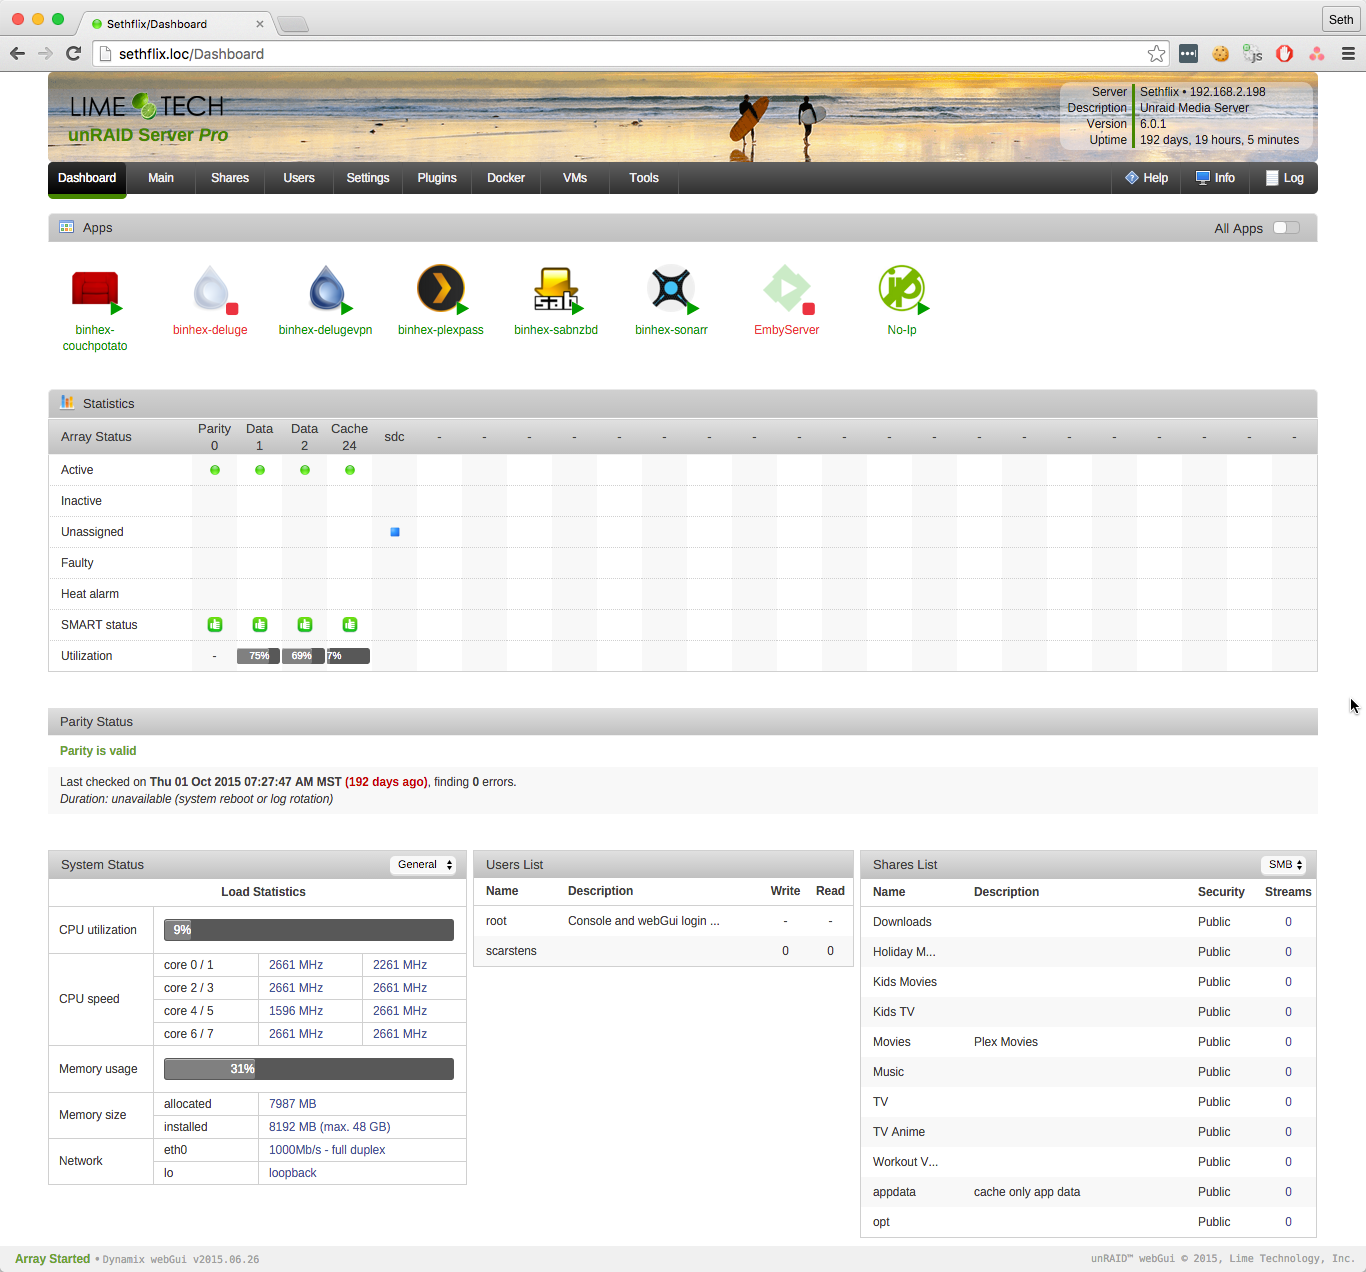 Sethflix/Dashboard
Seth
sethflix.loc/Dashboard
LIME TECH
unRAID Server Pro
Server Sethflix • 192.168.2.198
Description Unraid Media Server
Version 6.0.1
Uptime 192 days, 19 hours, 5 minutes
Dashboard Main Shares Users Settings Plugins Docker VMs Tools Help Info Log
Apps All Apps
binhex-couchpotato
binhex-deluge
binhex-delugevpn
binhex-plexpass
sab
binhex-sabnzbd
binhex-sonarr
EmbyServer
No-Ip
Statistics
Array Status Parity 0 Data 1 Data 2 Cache 24 sdc - - - - - - - - - - - - - - - - - - - -
Active
Inactive
Unassigned
Faulty
Heat alarm
SMART status
Utilization - 75% 69% 7%
Parity Status
Parity is valid
Last checked on Thu 01 Oct 2015 07:27:47 AM MST (192 days ago), finding 0 errors.
Duration: unavailable (system reboot or log rotation)
System Status General
Load Statistics
CPU utilization 9%
CPU speed
core 0 / 1 2661 MHz 2261 MHz
core 2 / 3 2661 MHz 2661 MHz
core 4 / 5 1596 MHz 2661 MHz
core 6 / 7 2661 MHz 2661 MHz
Memory usage 31%
Memory size
allocated 7987 MB
installed 8192 MB (max. 48 GB)
Network
eth0 1000Mb/s - full duplex
lo loopback
Users List
Name Description Write Read
root Console and webGui login ... - -
scarstens 0 0
Shares List SMB
Name Description Security Streams
Downloads Public 0
Holiday M... Public 0
Kids Movies Public 0
Kids TV Public 0
Movies Plex Movies Public 0
Music Public 0
TV Public 0
TV Anime Public 0
Workout V... Public 0
appdata cache only app data Public 0
opt Public 0
Array Started • Dynamix webGui v2015.06.26
unRAID™ webGui © 2015, Lime Technology, Inc.